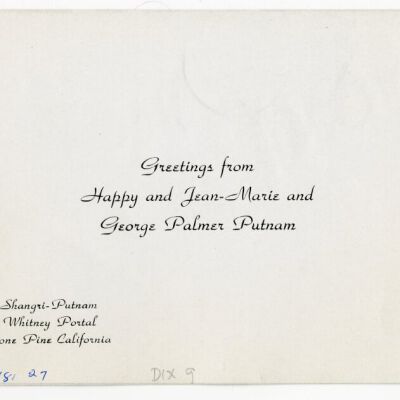 Greetings from
Happy and Jean-Marie and
George Palmer Putnam
Shangri-Putnam
Whitney Portal
one Pine California
27
DIX 9